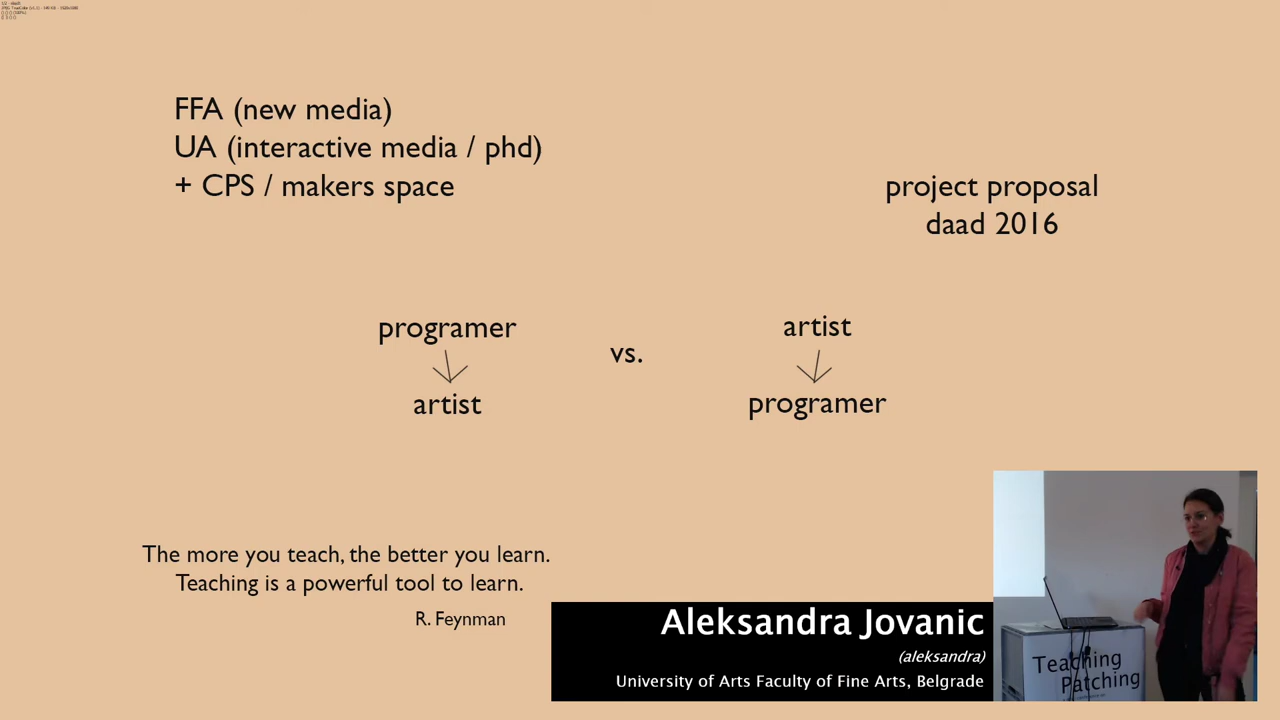 FFA (new media)
UA (interactive media / phd)
+ CPS / makers space
project proposal
daad 2016
programer
artist
vs.
artist
programer
The more you teach, the better you learn.
Teaching is a powerful tool to learn.
R. Feynman
Aleksandra Jovanic
(aleksandra)
University of Arts Faculty of Fine Arts, Belgrade
Teaching
Patching